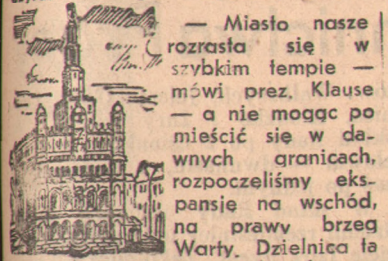 — Miasto nasze
rozrasta się w
szybkim tempie —
mówi prez. Klause
— a nie mogąc po
mieścić się w da-
wnych granicach,
rozpoczeliśmy eks-
pansję na wschód,
na prawy brzeg
Warty. Dzielnica ta